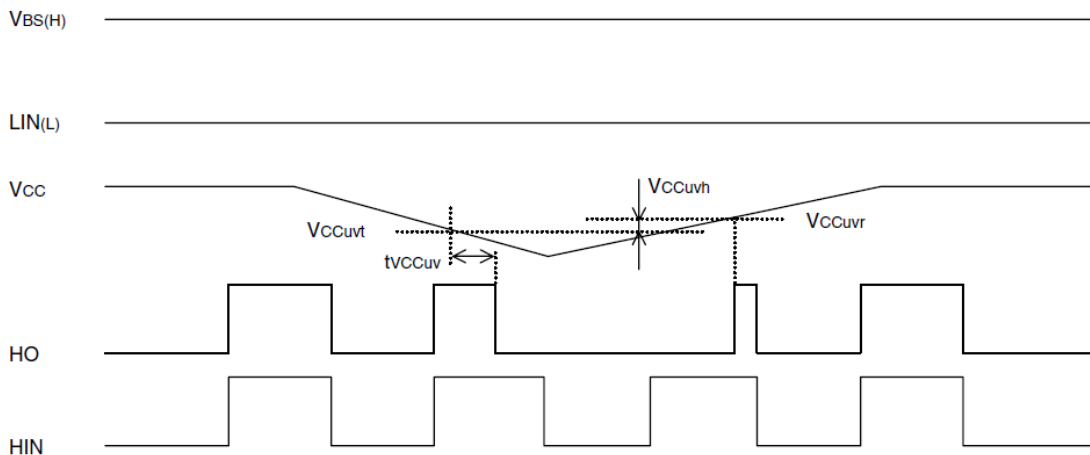 VBS(H)
LIN(L)
VCC
VCCuvh
VCCuvt
VCCuvr
tVCCuv
HO
HIN